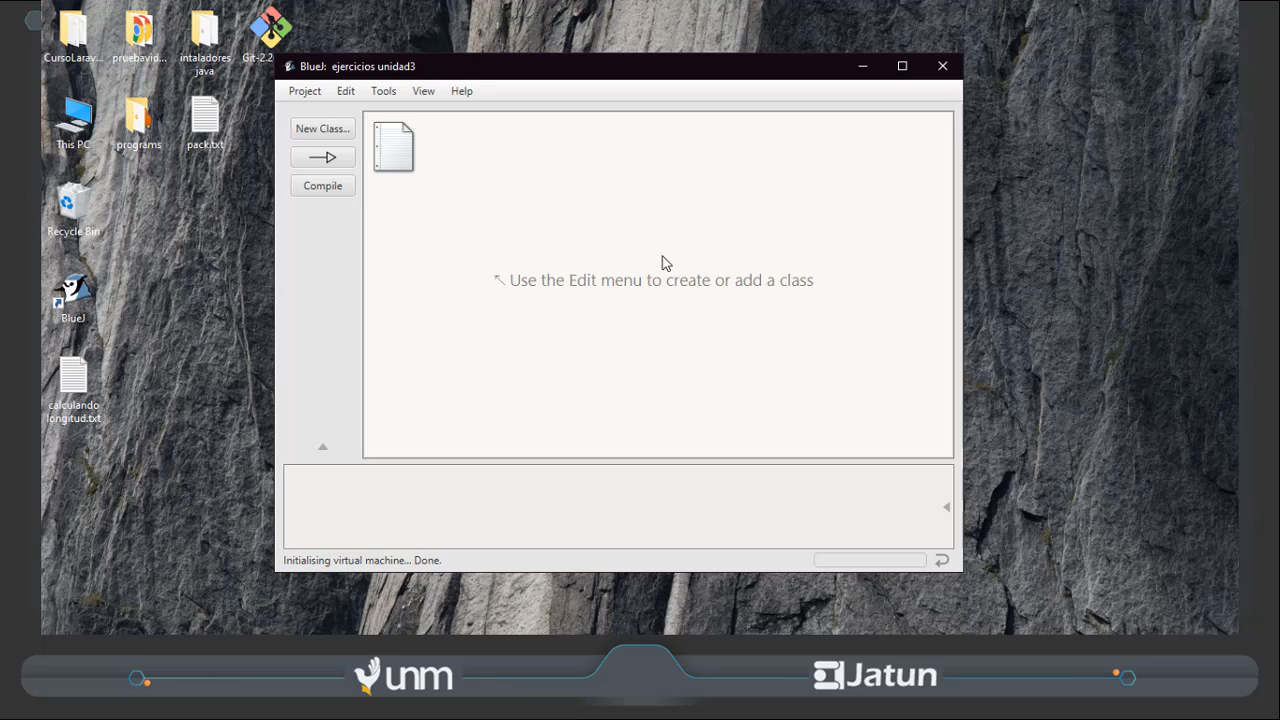 CursoLarav...
pruebavid...
intaladores
java
Git-2.2
This PC
programs
pack.txt
Recycle Bin
BlueJ
calculando
longitud.txt
BlueJ: ejercicios unidad3
Project Edit Tools View Help
New Class...
Compile
Use the Edit menu to create or add a class
Initialising virtual machine... Done.
unm
Jatun